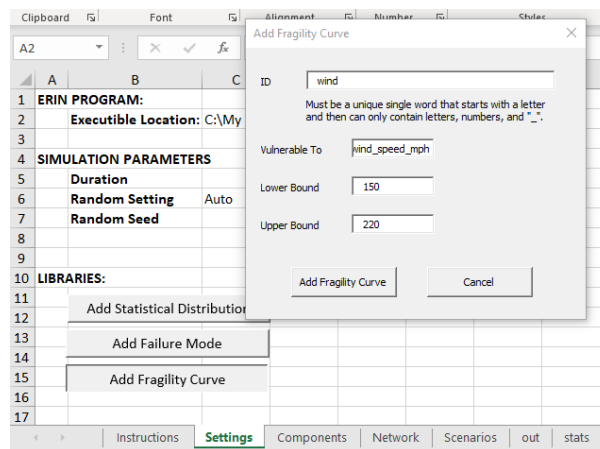 Clipboard Font Alignment Number Styles
Add Fragility Curve
A2 fx
A B C
ID wind
Must be a unique single word that starts with a letter
and then can only contain letters, numbers, and "_".
Vulnerable To wind_speed_mph
Lower Bound 150
Upper Bound 220
Add Fragility Curve Cancel
1 ERIN PROGRAM:
2 Executible Location: C:\My
3
4 SIMULATION PARAMETERS
5 Duration
6 Random Setting Auto
7 Random Seed
8
9
10 LIBRARIES:
11
Add Statistical Distribution
12
13
Add Failure Mode
14
15 Add Fragility Curve
16
17
Instructions Settings Components Network Scenarios out stats